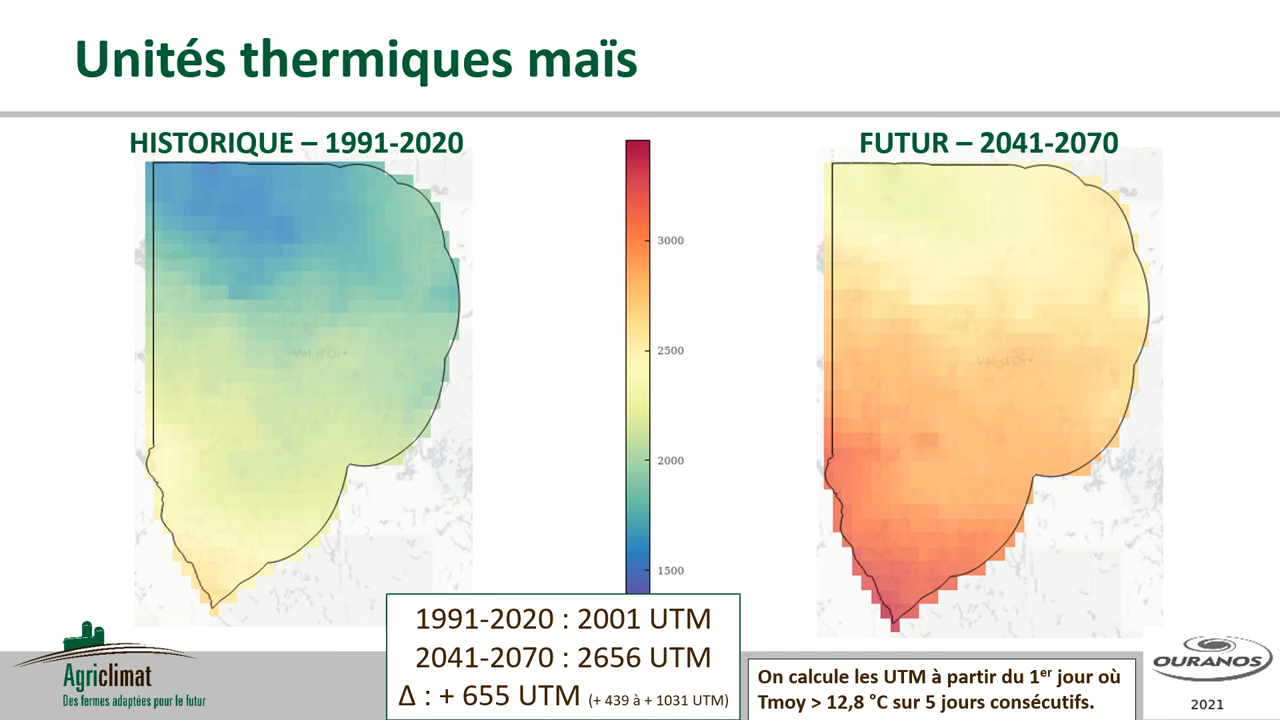 Unités thermiques maïs
HISTORIQUE – 1991-2020
FUTUR – 2041-2070
3000
2500
2000
1500
Val-d'Or
Val-d'Or
1991-2020 : 2001 UTM
2041-2070 : 2656 UTM
Δ : + 655 UTM (+ 439 à + 1031 UTM)
On calcule les UTM à partir du 1er jour où
Tmoy > 12,8 °C sur 5 jours consécutifs.
Agriclimat
Des fermes adaptées pour le futur
OURANOS
2021